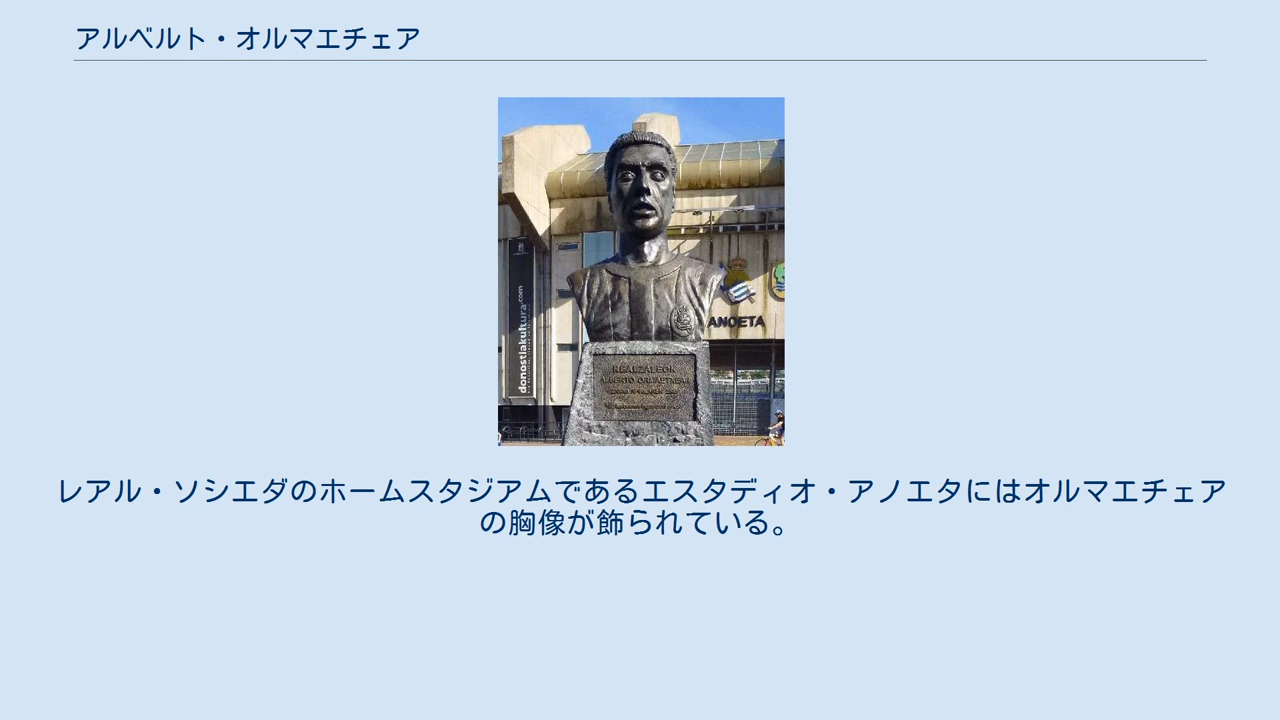 アルベルト・オルマエチェア
donostiakultura.com
ANOETA
レアル・ソシエダのホームスタジアムであるエスタディオ・アノエタにはオルマエチェア
の胸像が飾られている。